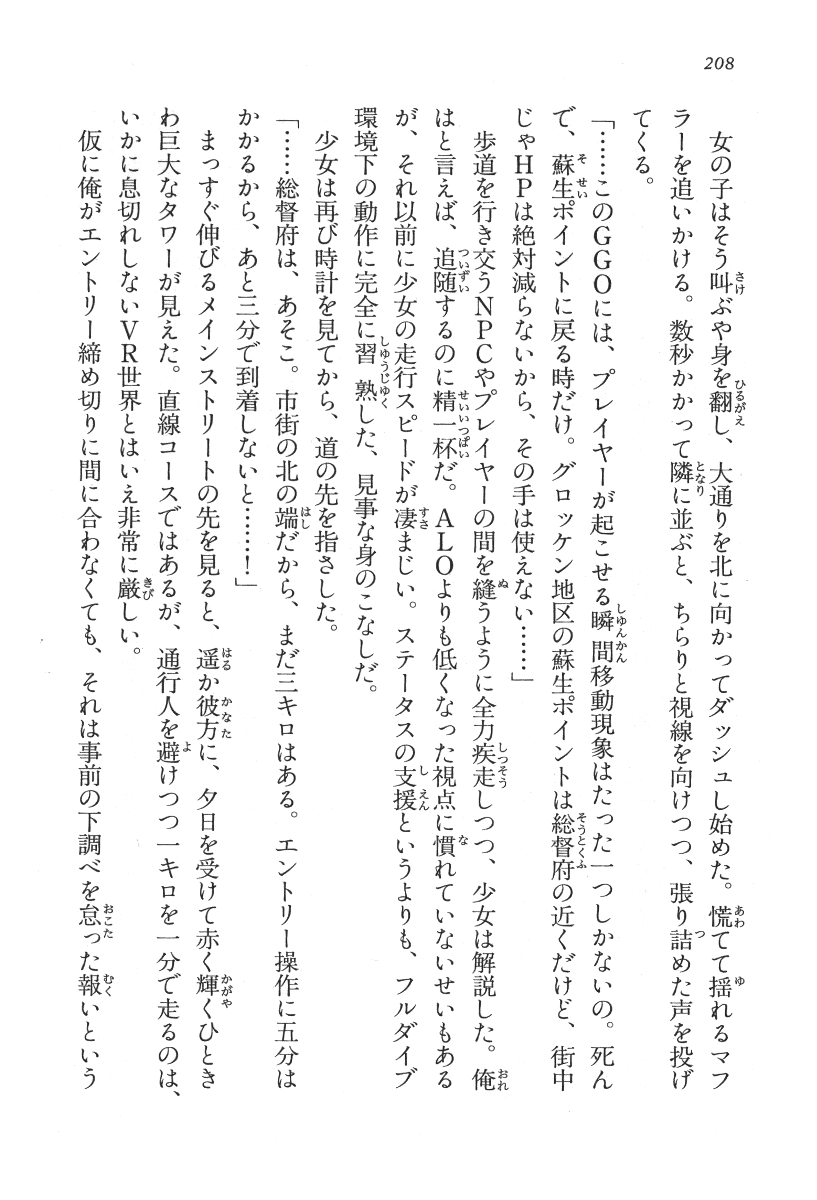 208
女の子はそう叫ぶや身を翻し、大通りを北に向かってダッシュし始めた。慌てて揺れるマフ
ラーを追いかける。数秒かかって隣に並ぶと、ちらりと視線を向けつつ、張り詰めた声を投げ
てくる。
「……このGGOには、プレイヤーが起こせる瞬間移動現象はたった一つしかないの。死ん
で、蘇生ポイントに戻る時だけ。グロッケン地区の蘇生ポイントは総督府の近くだけど、街中
じゃHPは絶対減らないから、その手は使えない……」
歩道を行き交うNPCやプレイヤーの間を縫うように全力疾走しつつ、少女は解説した。俺
はと言えば、追随するのに精一杯だ。ALOよりも低くなった視点に慣れていないせいもある
が、それ以前に少女の走行スピードが凄まじい。ステータスの支援というよりも、フルダイブ
環境下の動作に完全に習熟した、見事な身のこなしだ。
少女は再び時計を見てから、道の先を指さした。
「……総督府は、あそこ。市街の北の端だから、まだ三キロはある。エントリー操作に五分は
かかるから、あと三分で到着しないと……！」
まっすぐ伸びるメインストリートの先を見ると、遥か彼方に、夕日を受けて赤く輝くひとき
わ巨大なタワーが見えた。直線コースではあるが、通行人を避けつつ一キロを一分で走るのは、
いかに息切れしないVR世界とはいえ非常に厳しい。
仮に俺がエントリー締め切りに間に合わなくても、それは事前の下調べを怠った報いという